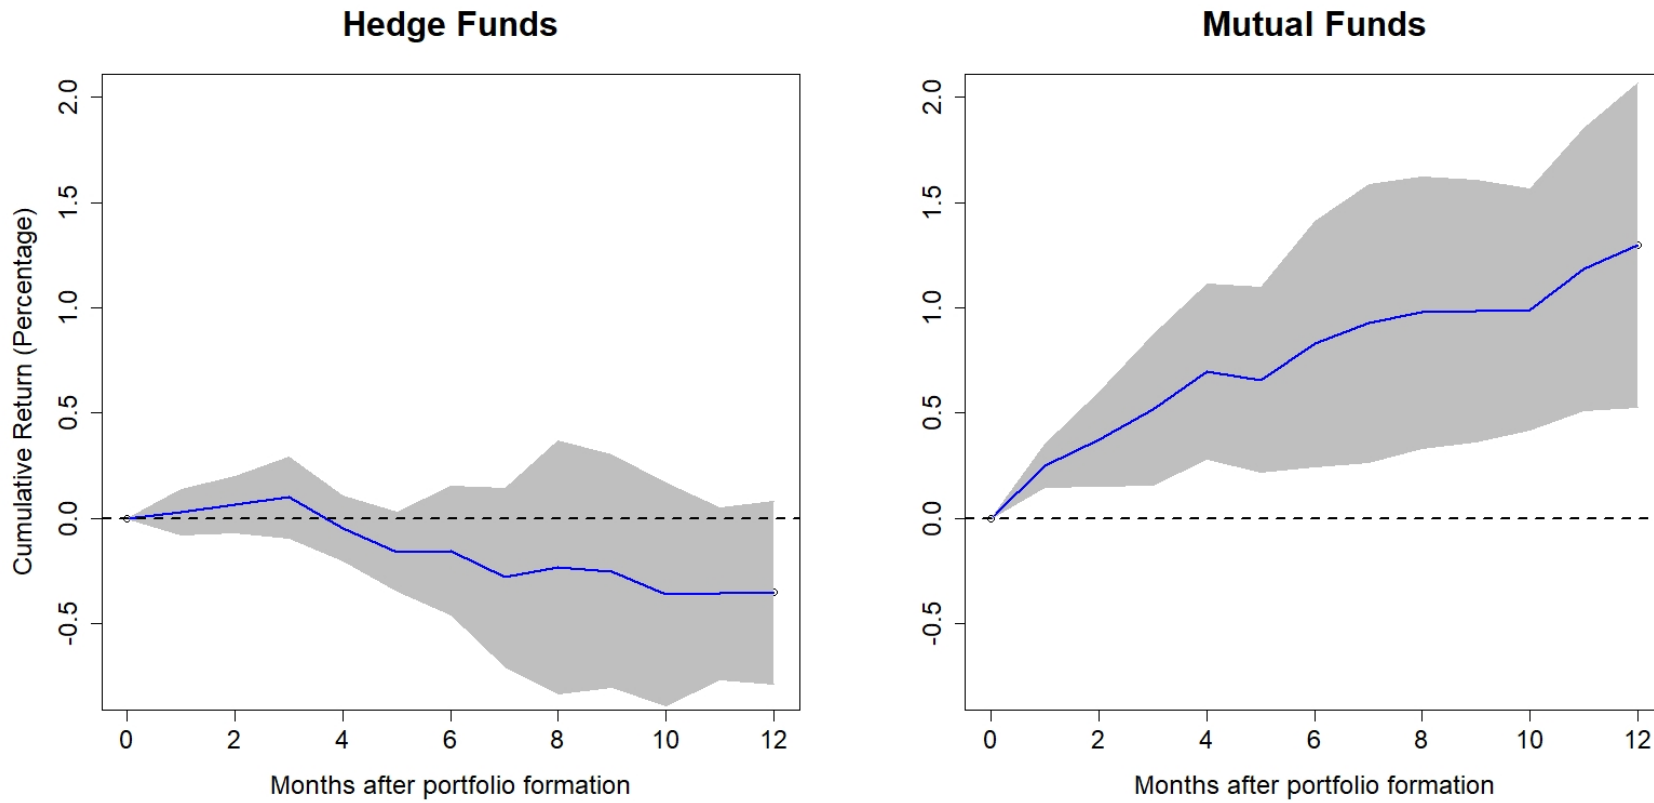 Hedge Funds
Cumulative Return (Percentage)
2.0
1.5
1.0
0.5
0.0
-0.5
0 2 4 6 8 10 12
Months after portfolio formation
Mutual Funds
2.0
1.5
1.0
0.5
0.0
-0.5
0 2 4 6 8 10 12
Months after portfolio formation